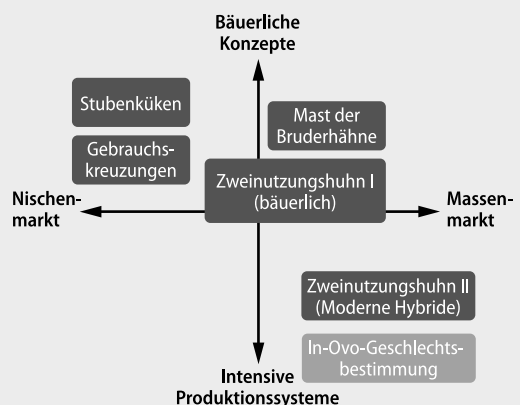 Bäuerliche
Konzepte
Stubenküken
Mast der
Bruderhähne
Gebrauchs-
kreuzungen
Zweinutzungshuhn I
(bäuerlich)
Nischen-
markt
Massen-
markt
Zweinutzungshuhn II
(Moderne Hybride)
In-Ovo-Geschlechts-
bestimmung
Intensive
Produktionssysteme